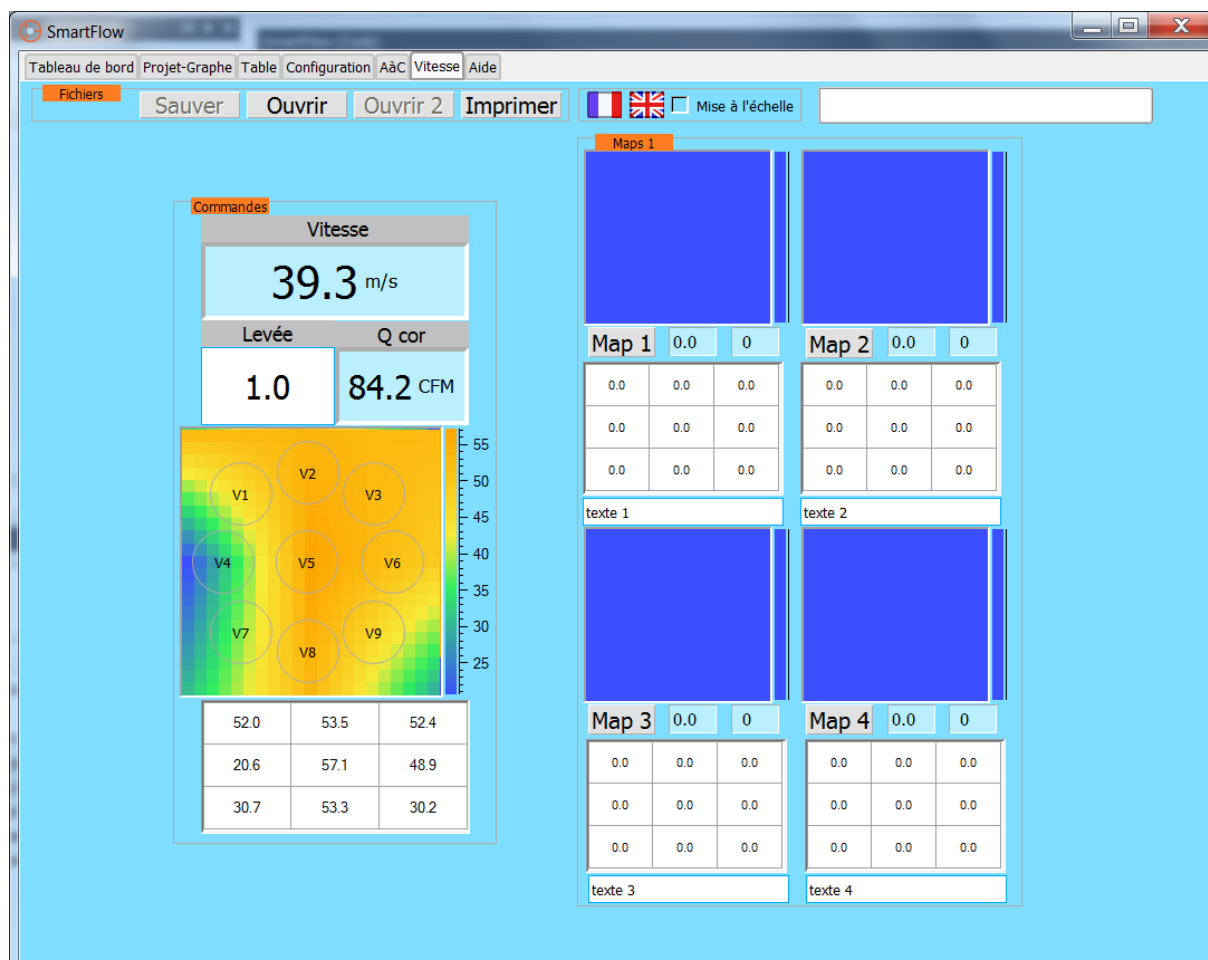 SmartFlow
Tableau de bord Projet-Graphe Table Configuration AàC Vitesse Aide
Fichiers
Sauver Ouvrir Ouvrir 2 Imprimer Mise à l'échelle
Commandes
Vitesse
39.3 m/s
Levée Q cor
1.0 84.2 CFM
V1 V2 V3
V4 V5 V6
V7 V8 V9
55
50
45
40
35
30
25
52.0 53.5 52.4
20.6 57.1 48.9
30.7 53.3 30.2
Maps 1
Map 1 0.0 0
0.0 0.0 0.0
0.0 0.0 0.0
0.0 0.0 0.0
texte 1
Map 2 0.0 0
0.0 0.0 0.0
0.0 0.0 0.0
0.0 0.0 0.0
texte 2
Map 3 0.0 0
0.0 0.0 0.0
0.0 0.0 0.0
0.0 0.0 0.0
texte 3
Map 4 0.0 0
0.0 0.0 0.0
0.0 0.0 0.0
0.0 0.0 0.0
texte 4